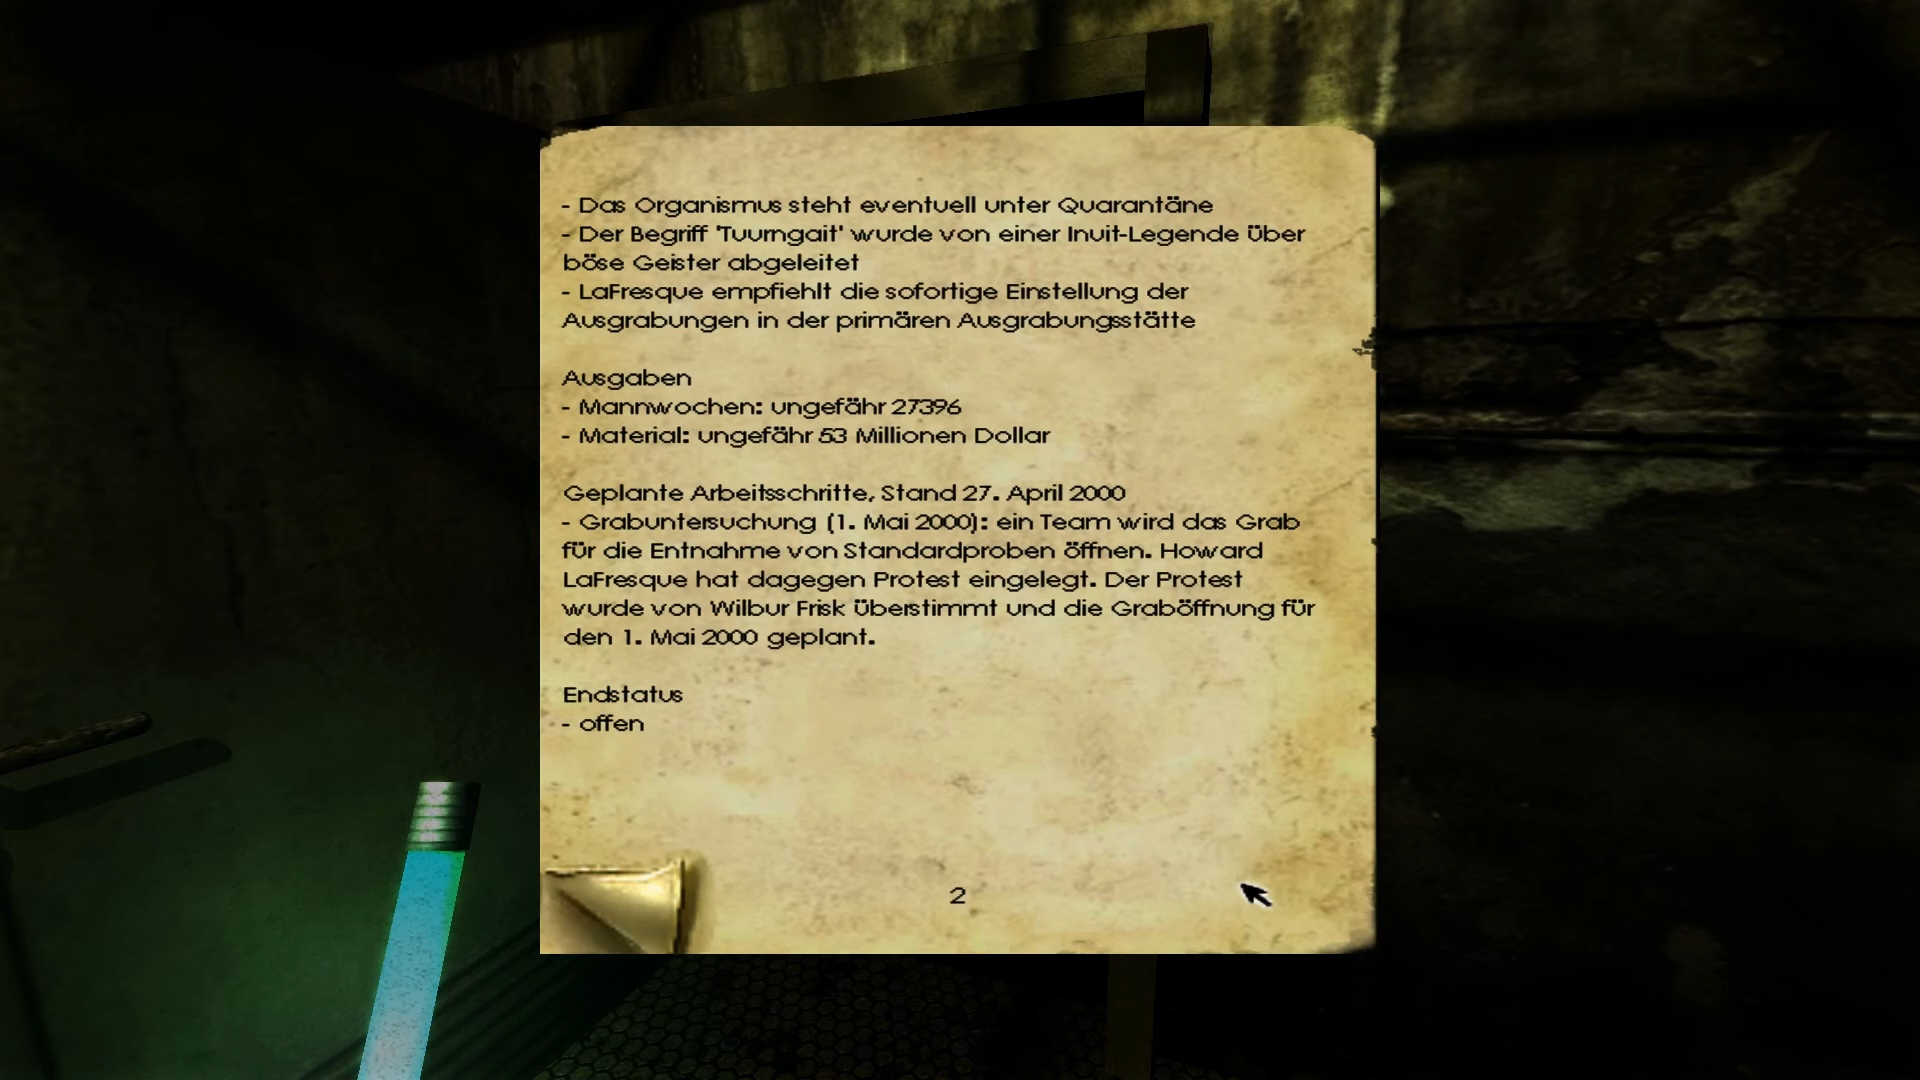 - Das Organismus steht eventuell unter Quarantäne
- Der Begriff 'Tuurngait' wurde von einer Inuit-Legende über
böse Geister abgeleitet
- LaFresque empfiehlt die sofortige Einstellung der
Ausgrabungen in der primären Ausgrabungsstätte
Ausgaben
- Mannwochen: ungefähr 27396
- Material: ungefähr 53 Millionen Dollar
Geplante Arbeitsschritte, Stand 27. April 2000
- Grabuntersuchung (1. Mai 2000): ein Team wird das Grab
für die Entnahme von Standardproben öffnen. Howard
LaFresque hat dagegen Protest eingelegt. Der Protest
wurde von Wilbur Frisk überstimmt und die Graböffnung für
den 1. Mai 2000 geplant.
Endstatus
- offen
2